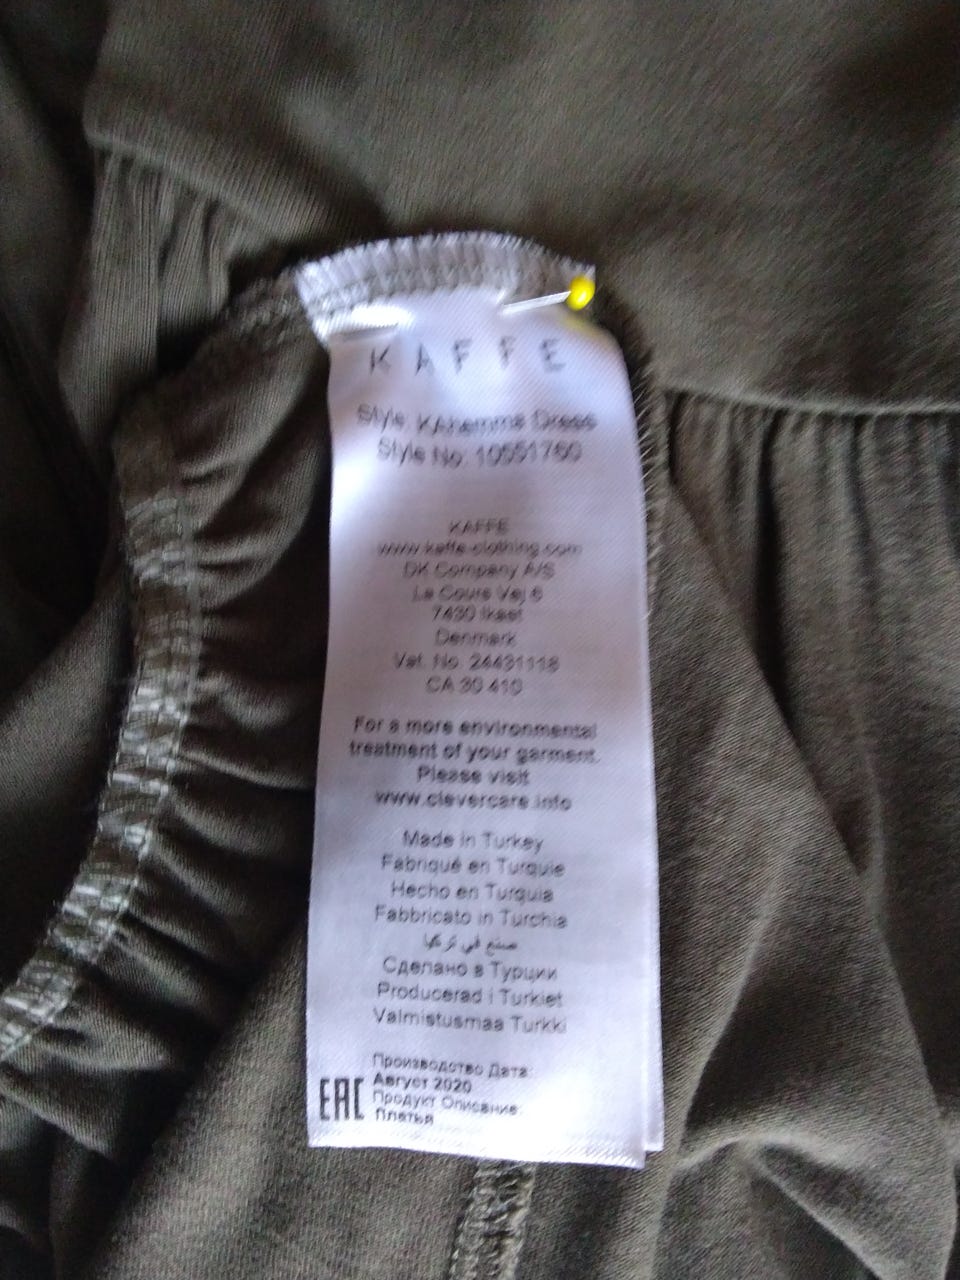 KAFFE
Style: KAhemma Dress
Style No: 10551760
KAFFE
www.kaffe-clothing.com
DK Company A/S
La Cours Vej 6
7430 Ikast
Denmark
Vat. No. 24431118
CA 30 410
For a more environmental
treatment of your garment.
Please visit
www.clevercare.info
Made in Turkey
Fabriqué en Turquie
Hecho en Turquia
Fabbricato in Turchia
صنع في تركيا
Сделано в Турции
Producerad i Turkiet
Valmistusmaa Turkki
Производство Дата:
EAC Август 2020
Продукт Описание:
Платья